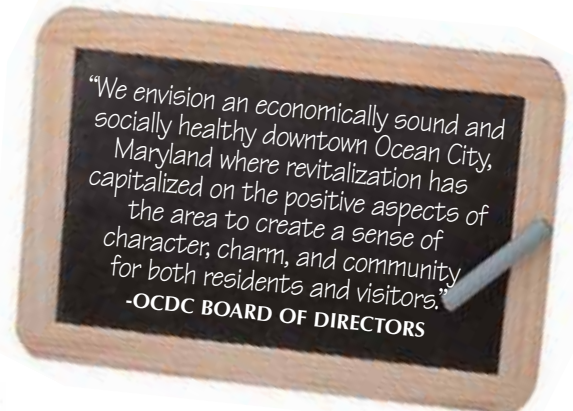 “We envision an economically sound and
socially healthy downtown Ocean City,
Maryland where revitalization has
capitalized on the positive aspects of
the area to create a sense of
character, charm, and community
for both residents and visitors.”
-OCDC BOARD OF DIRECTORS